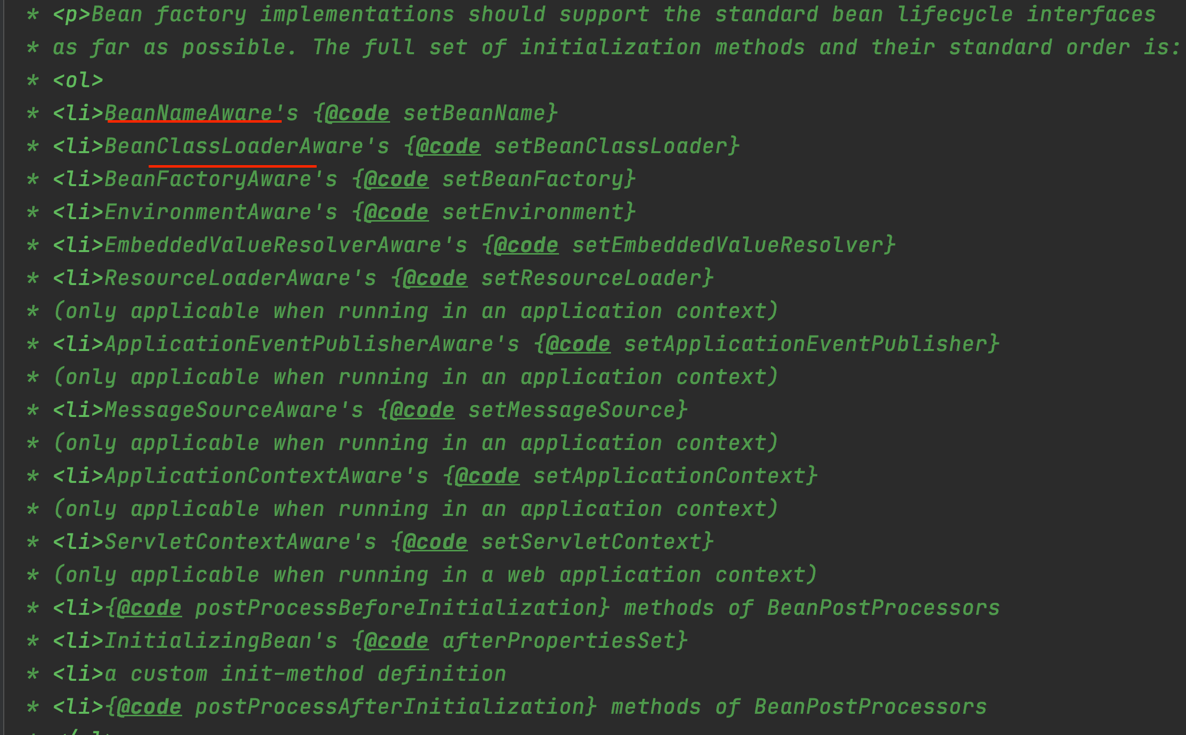 * <p>Bean factory implementations should support the standard bean lifecycle interfaces
* as far as possible. The full set of initialization methods and their standard order is:
* <ol>
* <li>BeanNameAware's {@code setBeanName}
* <li>BeanClassLoaderAware's {@code setBeanClassLoader}
* <li>BeanFactoryAware's {@code setBeanFactory}
* <li>EnvironmentAware's {@code setEnvironment}
* <li>EmbeddedValueResolverAware's {@code setEmbeddedValueResolver}
* <li>ResourceLoaderAware's {@code setResourceLoader}
* (only applicable when running in an application context)
* <li>ApplicationEventPublisherAware's {@code setApplicationEventPublisher}
* (only applicable when running in an application context)
* <li>MessageSourceAware's {@code setMessageSource}
* (only applicable when running in an application context)
* <li>ApplicationContextAware's {@code setApplicationContext}
* (only applicable when running in an application context)
* <li>ServletContextAware's {@code setServletContext}
* (only applicable when running in a web application context)
* <li>{@code postProcessBeforeInitialization} methods of BeanPostProcessors
* <li>InitializingBean's {@code afterPropertiesSet}
* <li>a custom init-method definition
* <li>{@code postProcessAfterInitialization} methods of BeanPostProcessors